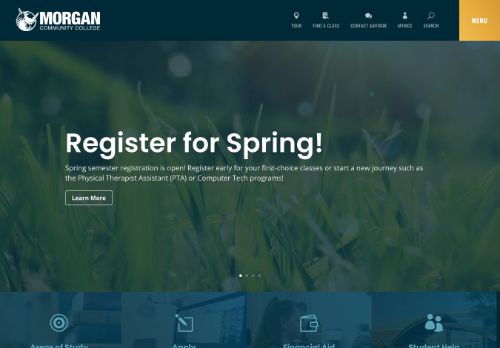 MORGAN
COMMUNITY COLLEGE
TOUR
FIND A CLASS
CONTACT ADVISOR
MYMCC
SEARCH
MENU
Register for Spring!
Spring semester registration is open! Register early for your first-choice classes or start a new journey such as
the Physical Therapist Assistant (PTA) or Computer Tech programs!
Learn More
Areas of Study
Apply
Financial Aid
Student Help